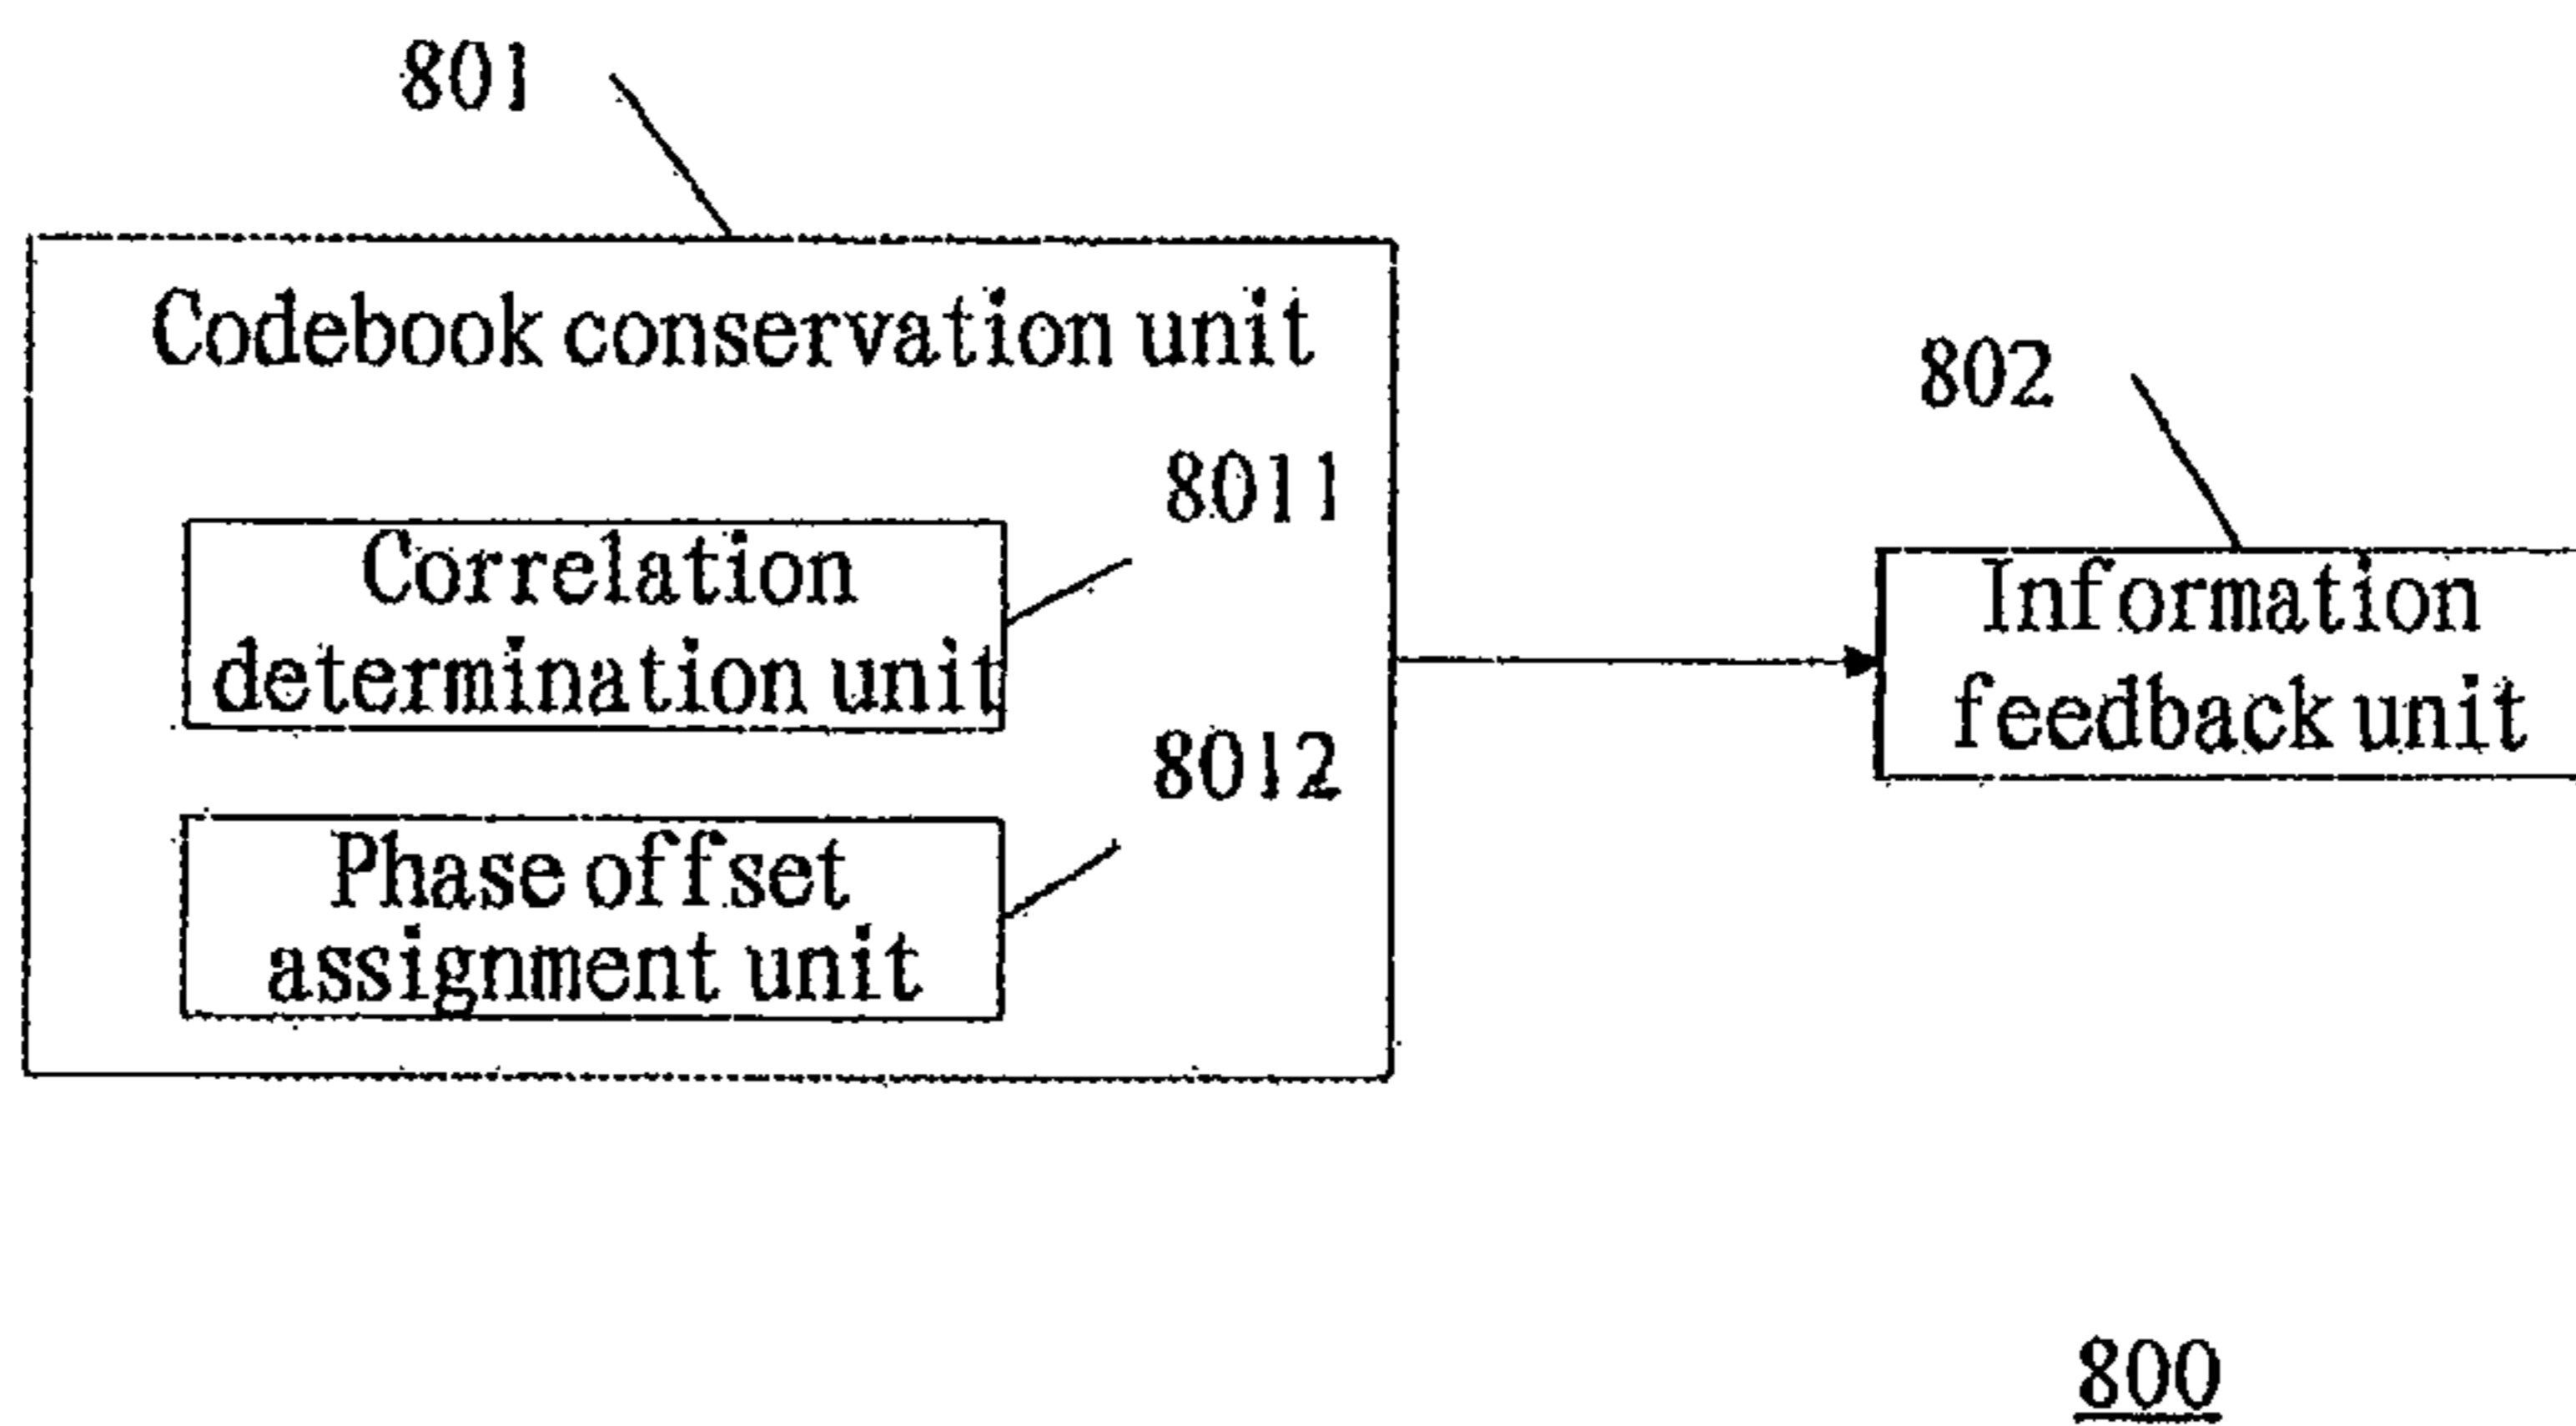 801
Codebook conservation unit
802
8011
Correlation
determination unit
Information
feedback unit
8012
Phase offset
assignment unit
800